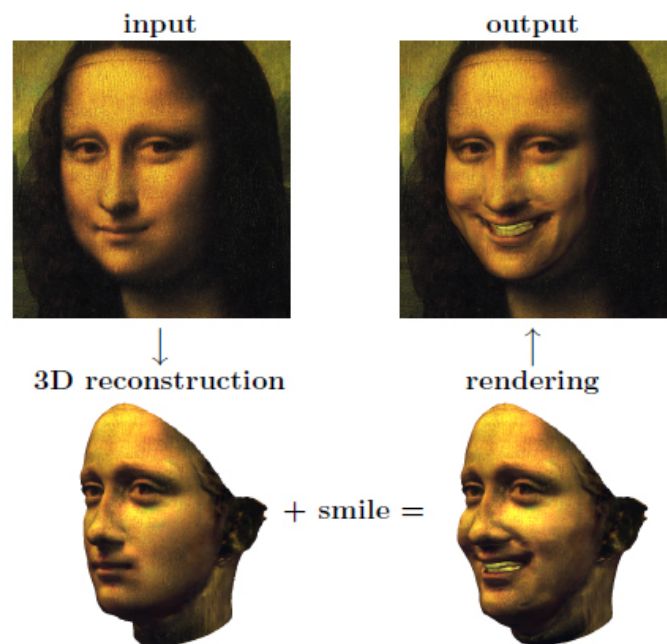 input
output
↓
↑
3D reconstruction
rendering
+ smile =